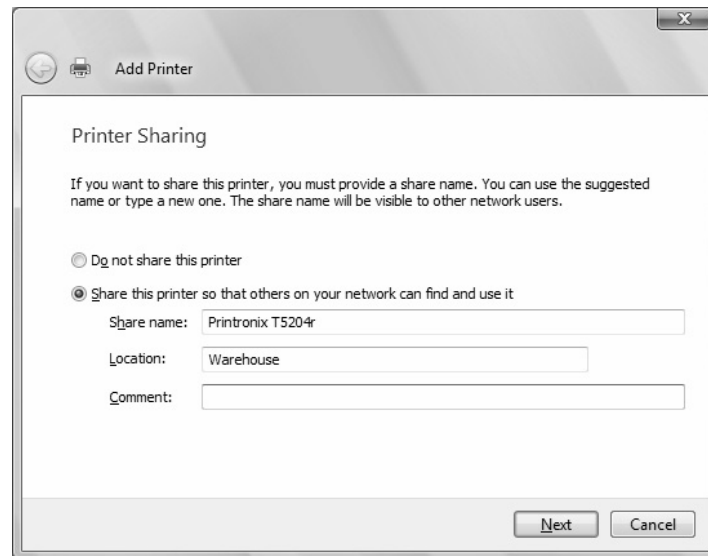 Add Printer
Printer Sharing
If you want to share this printer, you must provide a share name. You can use the suggested
name or type a new one. The share name will be visible to other network users.
Do not share this printer
Share this printer so that others on your network can find and use it
Share name: Printronix T5204r
Location: Warehouse
Comment:
Next Cancel